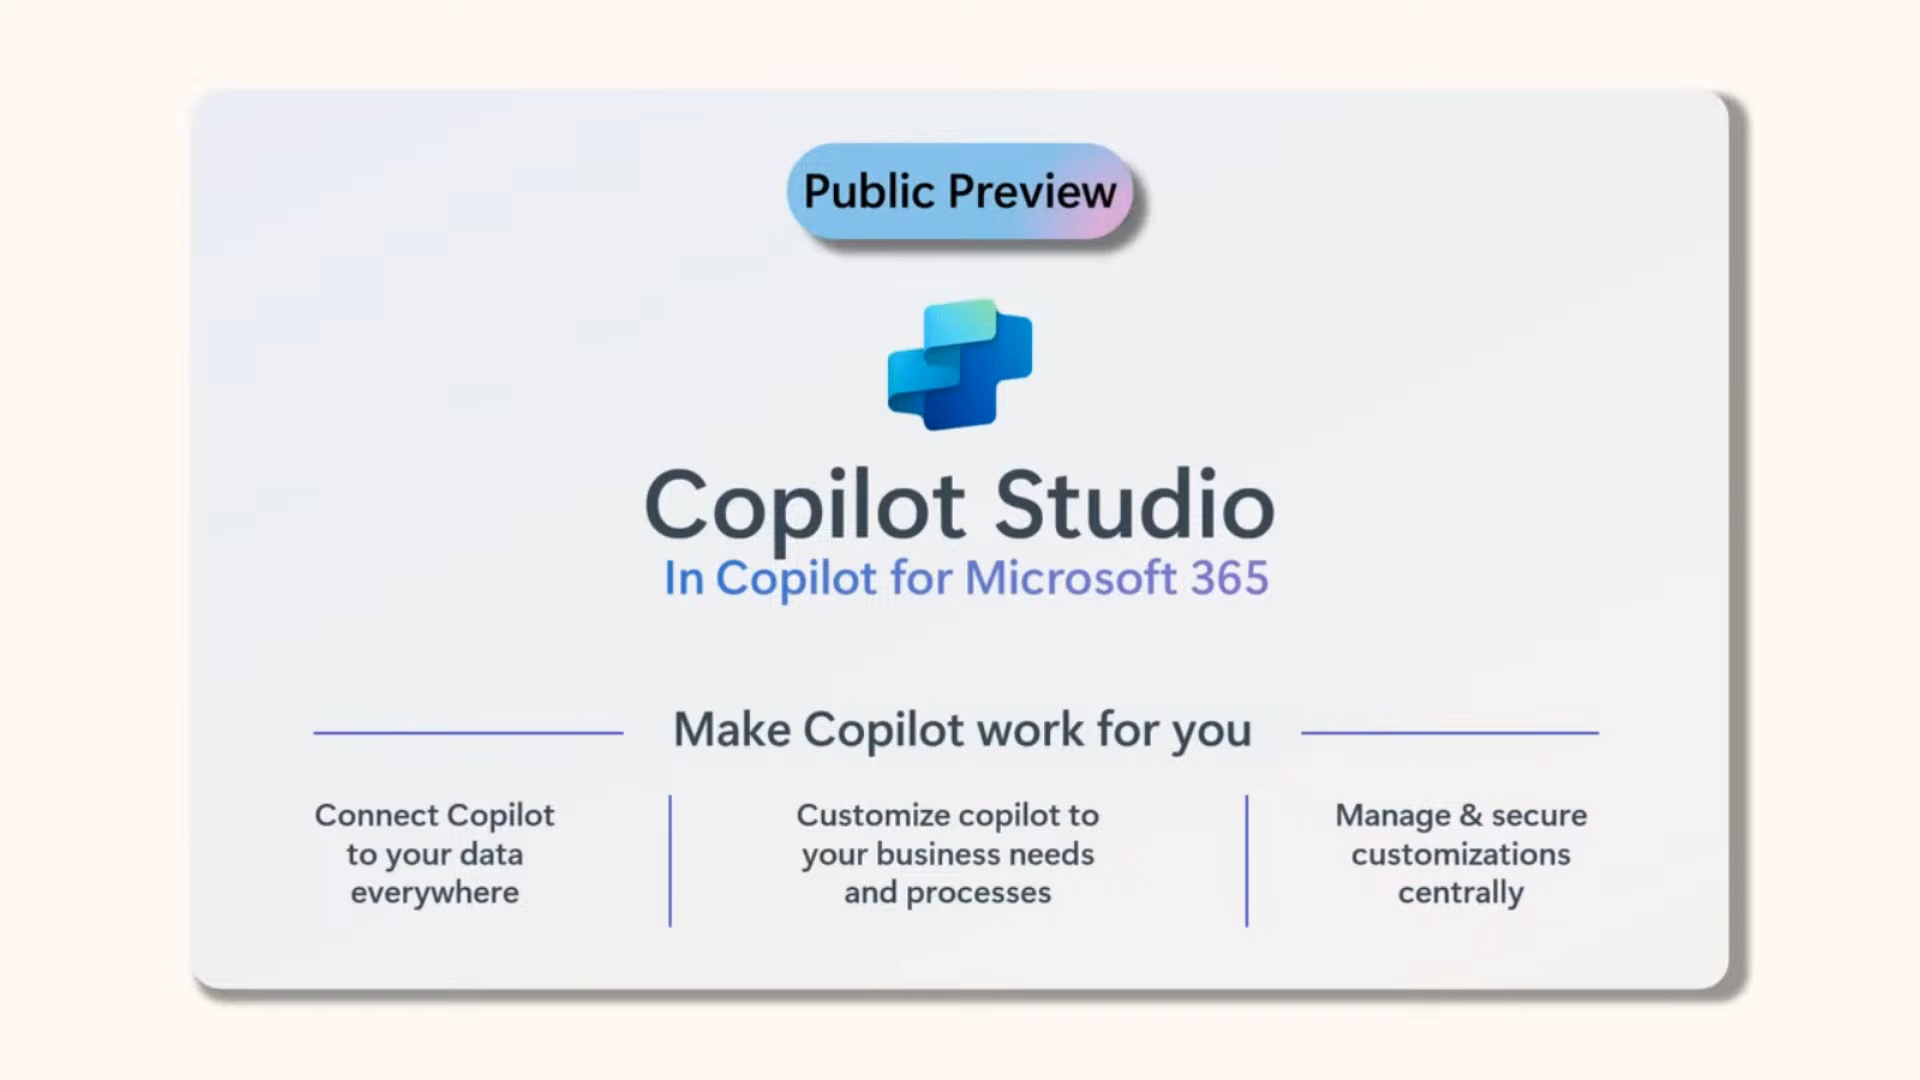 Public Preview
Copilot Studio
In Copilot for Microsoft 365
Make Copilot work for you
Connect Copilot
to your data
everywhere
Customize copilot to
your business needs
and processes
Manage & secure
customizations
centrally